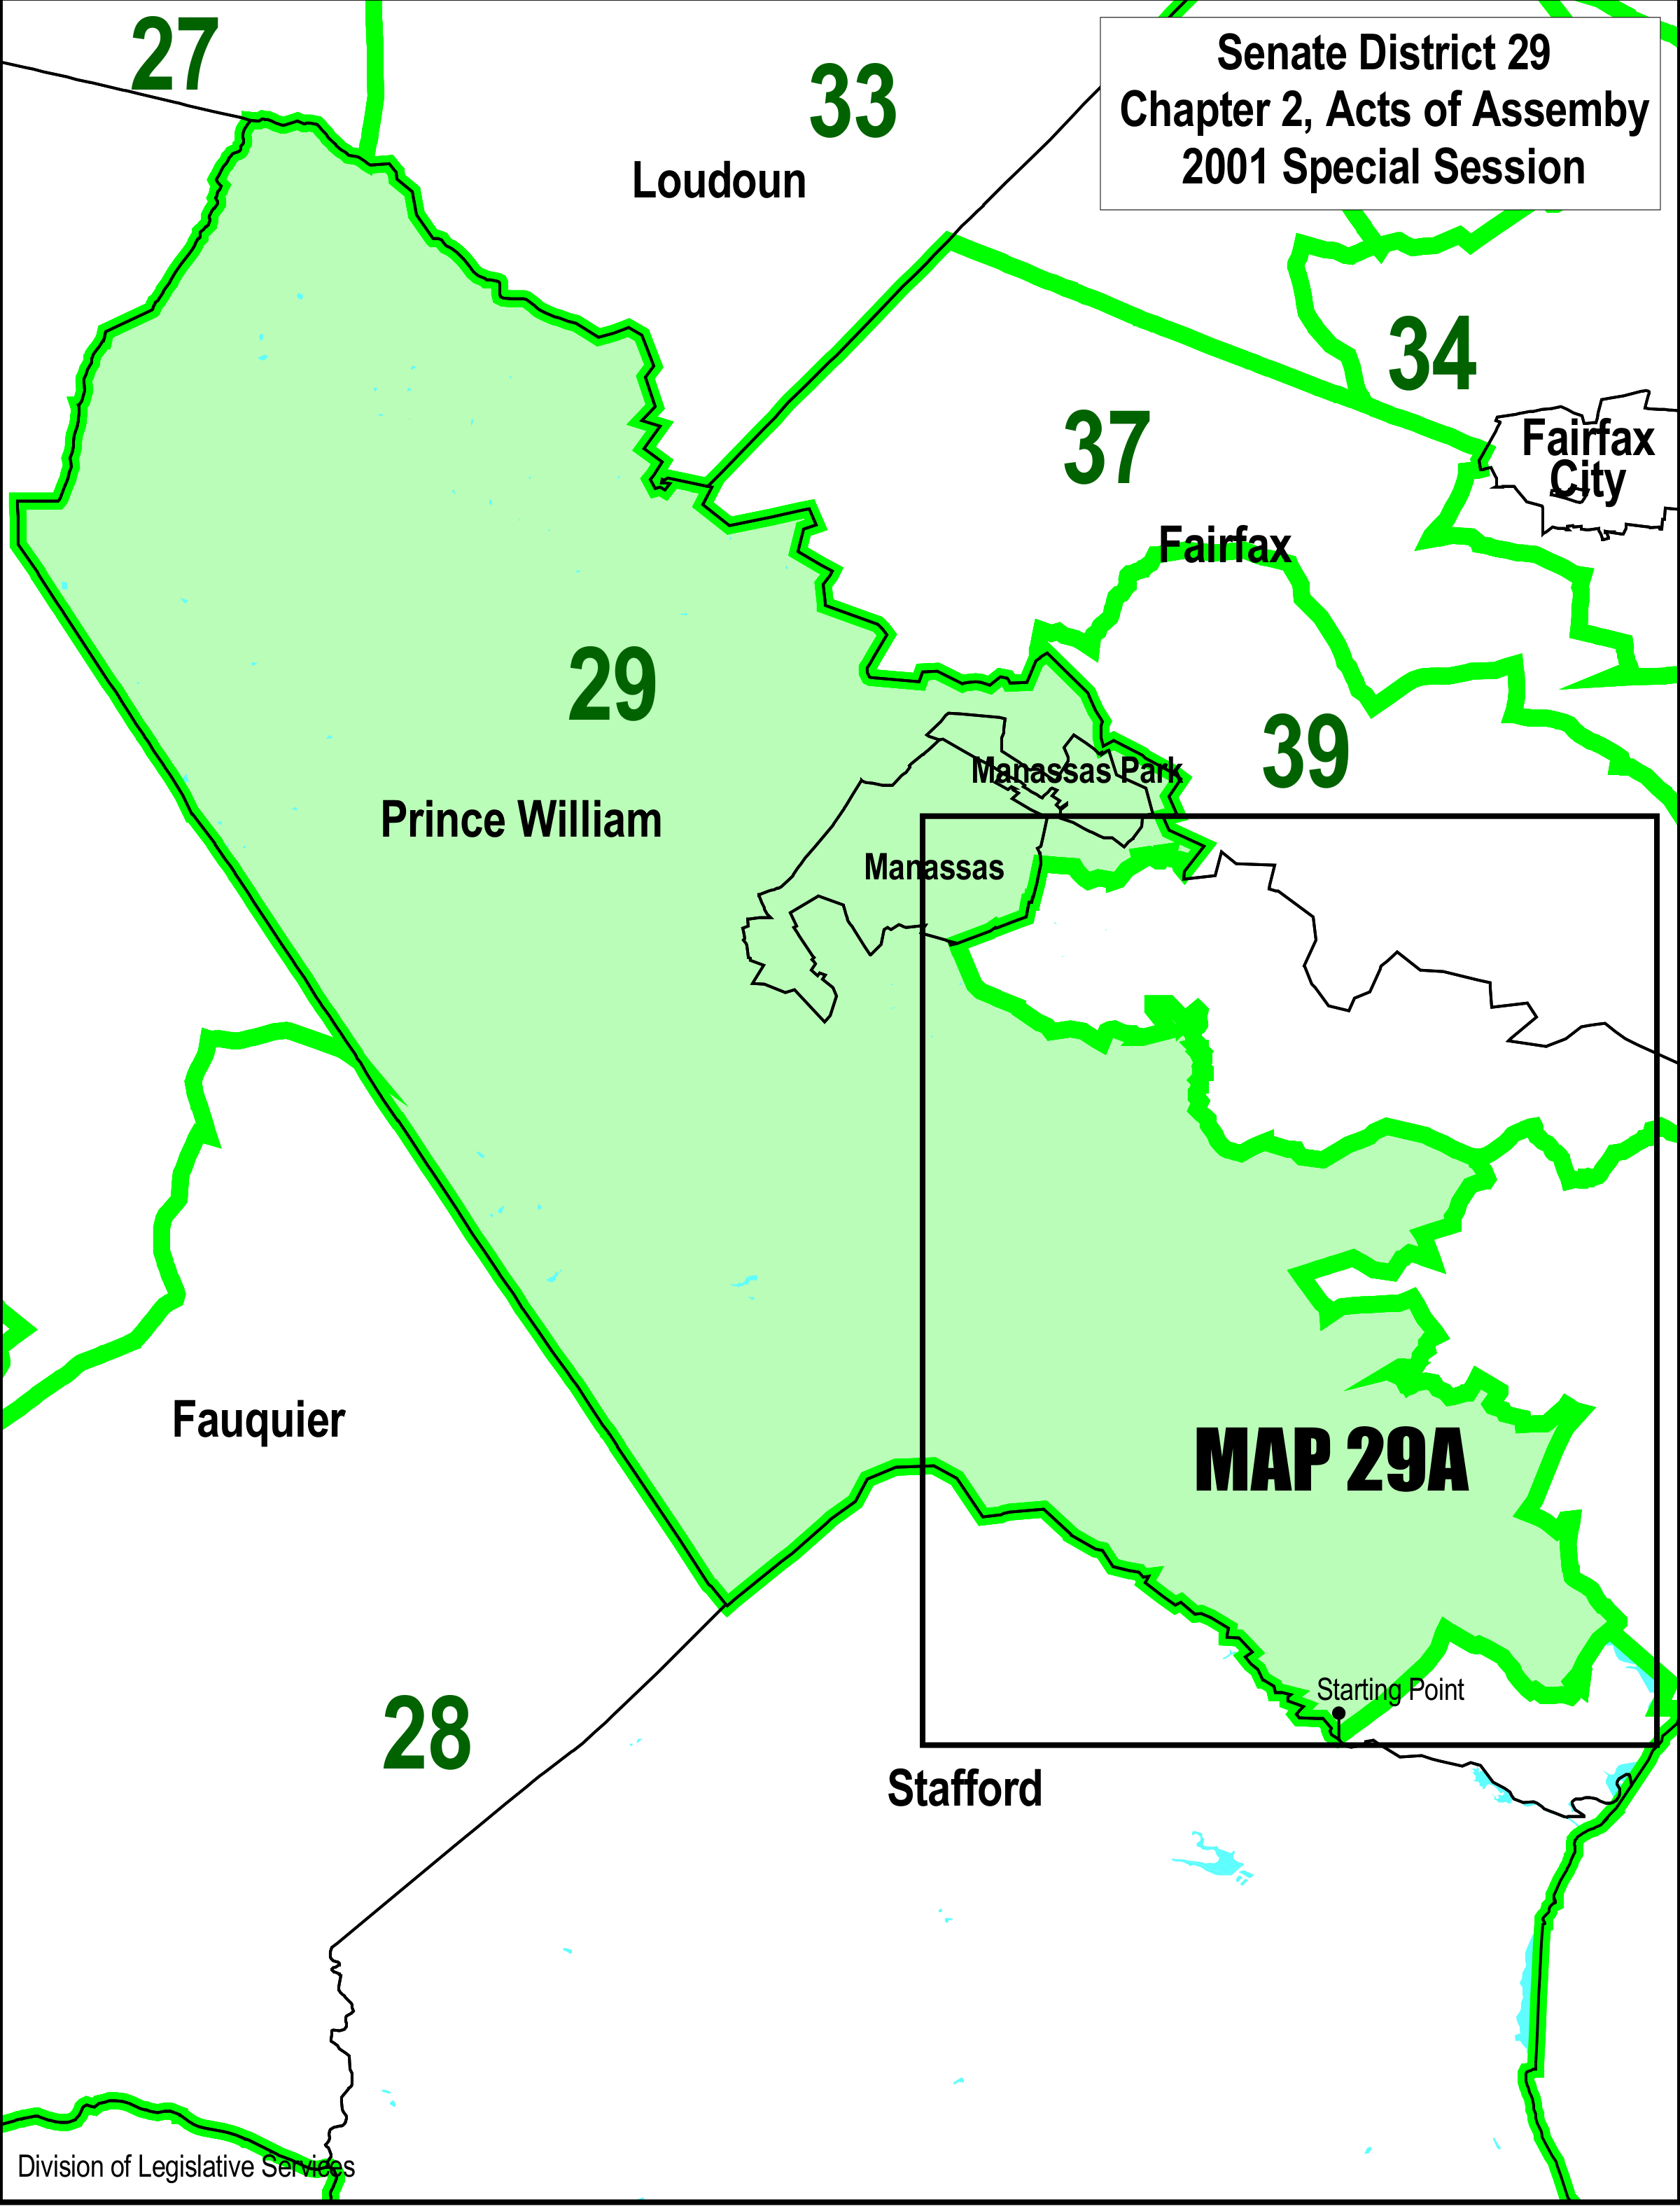 27
33
Senate District 29
Chapter 2, Acts of Assemby
2001 Special Session
Loudoun
34
37
Fairfax
City
Fairfax
29
39
Manassas Park
Prince William
Manassas
Fauquier
MAP 29A
Starting Point
28
Stafford
Division of Legislative Services